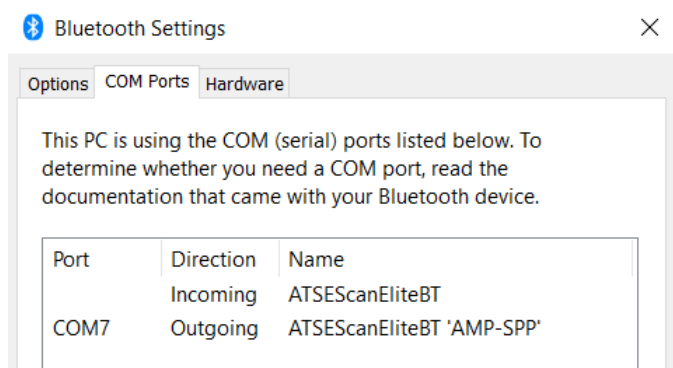 Bluetooth Settings
Options COM Ports Hardware
This PC is using the COM (serial) ports listed below. To
determine whether you need a COM port, read the
documentation that came with your Bluetooth device.
Port Direction Name
Incoming ATSEScanEliteBT
COM7 Outgoing ATSEScanEliteBT 'AMP-SPP'